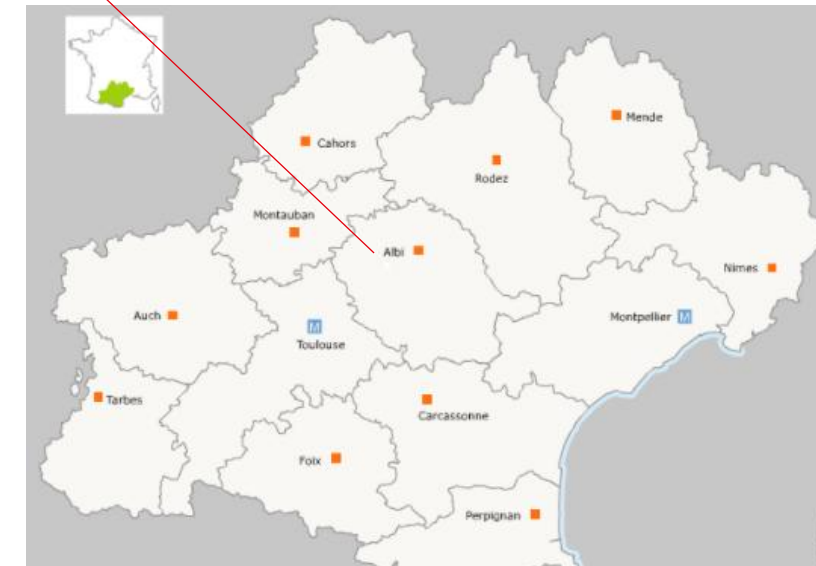 Cahors
Mende
Rodez
Montauban
Albi
Nimes
Auch
M
Montpellier M
Toulouse
Tarbes
Carcassonne
Foix
Perpignan